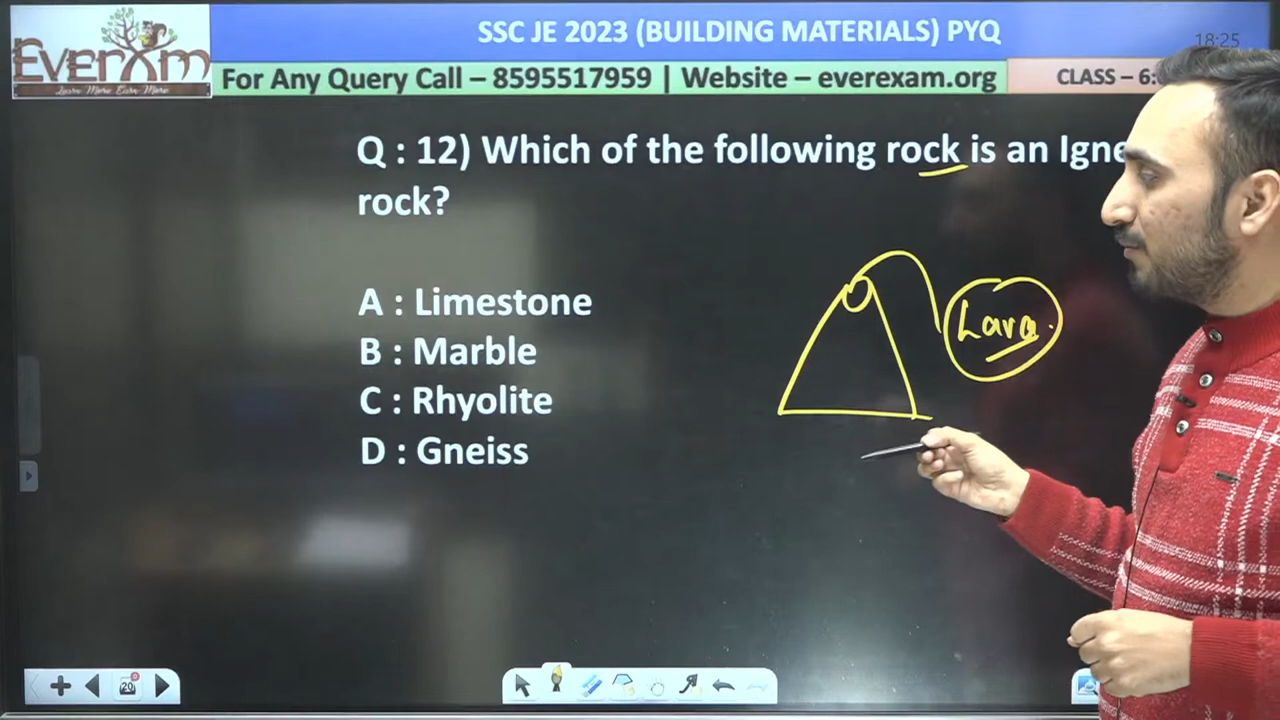 EverExam
Learn More Earn More
SSC JE 2023 (BUILDING MATERIALS) PYQ
18:25
For Any Query Call – 8595517959 | Website – everexam.org
CLASS – 6:
Q : 12) Which of the following rock is an Igne
rock?
A : Limestone
B : Marble
C : Rhyolite
D : Gneiss
Lava.
20